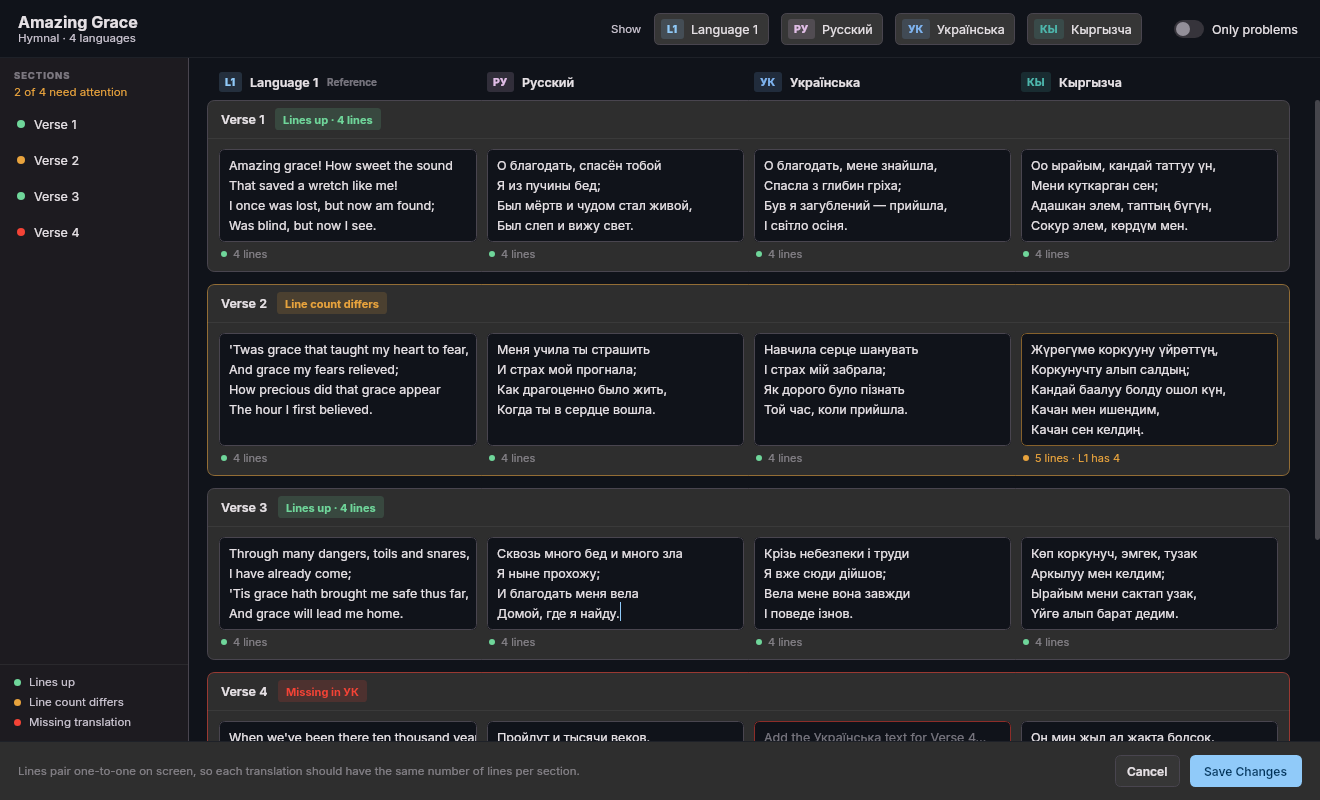 Amazing Grace
Hymnal · 4 languages
Show
L1 Language 1
РУ Русский
УК Українська
КЫ Кыргызча
Only problems
SECTIONS
2 of 4 need attention
Verse 1
Verse 2
Verse 3
Verse 4
Lines up
Line count differs
Missing translation
L1 Language 1 Reference
РУ Русский
УК Українська
КЫ Кыргызча
Verse 1 Lines up · 4 lines
Amazing grace! How sweet the sound
That saved a wretch like me!
I once was lost, but now am found;
Was blind, but now I see.
4 lines
О благодать, спасён тобой
Я из пучины бед;
Был мёртв и чудом стал живой,
Был слеп и вижу свет.
4 lines
О благодать, мене знайшла,
Спасла з глибин гріха;
Був я загублений — прийшла,
І світло осіня.
4 lines
Оо ырайым, кандай таттуу үн,
Мени куткарган сен;
Адашкан элем, таптың бүгүн,
Сокур элем, көрдүм мен.
4 lines
Verse 2 Line count differs
'Twas grace that taught my heart to fear,
And grace my fears relieved;
How precious did that grace appear
The hour I first believed.
4 lines
Меня учила ты страшить
И страх мой прогнала;
Как драгоценно было жить,
Когда ты в сердце вошла.
4 lines
Навчила серце шанувать
І страх мій забрала;
Як дорого було пізнать
Той час, коли прийшла.
4 lines
Жүрөгүмө коркууну үйрөттүң,
Коркунучту алып салдың;
Кандай баалуу болду ошол күн,
Качан мен ишендим,
Качан сен келдиң.
5 lines · L1 has 4
Verse 3 Lines up · 4 lines
Through many dangers, toils and snares,
I have already come;
'Tis grace hath brought me safe thus far,
And grace will lead me home.
4 lines
Сквозь много бед и много зла
Я ныне прохожу;
И благодать меня вела
Домой, где я найду.
4 lines
Крізь небезпеки і труди
Я вже сюди дійшов;
Вела мене вона завжди
І поведе ізнов.
4 lines
Көп коркунуч, эмгек, тузак
Аркылуу мен келдим;
Ырайым мени сактап узак,
Үйгө алып барат дедим.
4 lines
Verse 4 Missing in УК
When we've been there ten thousand year
Пройдут и тысячи веков,
Add the Українська text for Verse 4…
Он миң жыл ал жакта болсок,
Lines pair one-to-one on screen, so each translation should have the same number of lines per section.
Cancel
Save Changes